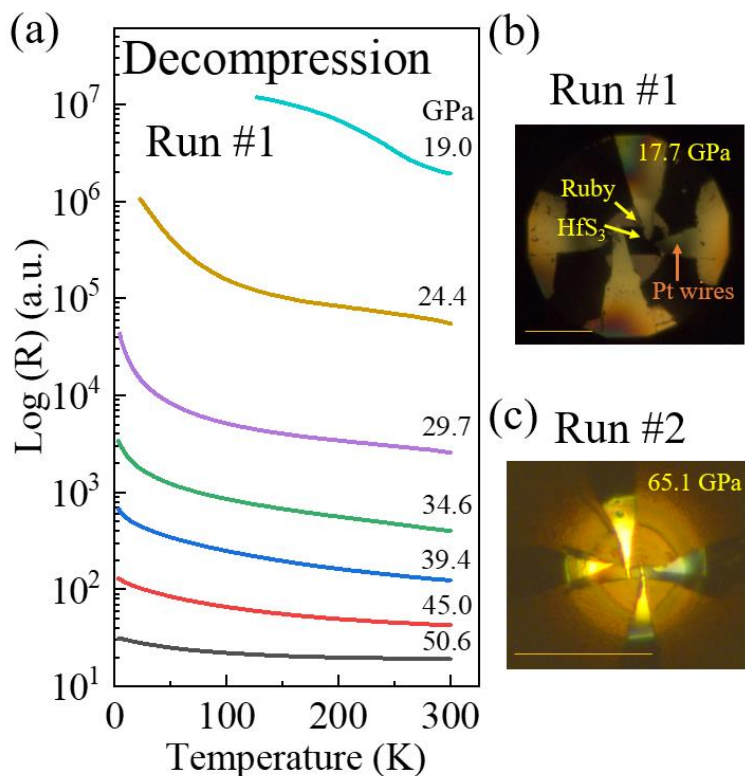 (a)
Decompression
Run #1
GPa
19.0
24.4
29.7
34.6
39.4
45.0
50.6
Log (R) (a.u.)
10⁷
10⁶
10⁵
10⁴
10³
10²
10¹
0 100 200 300
Temperature (K)
(b)
Run #1
17.7 GPa
Ruby
HfS₃
Pt wires
(c)
Run #2
65.1 GPa